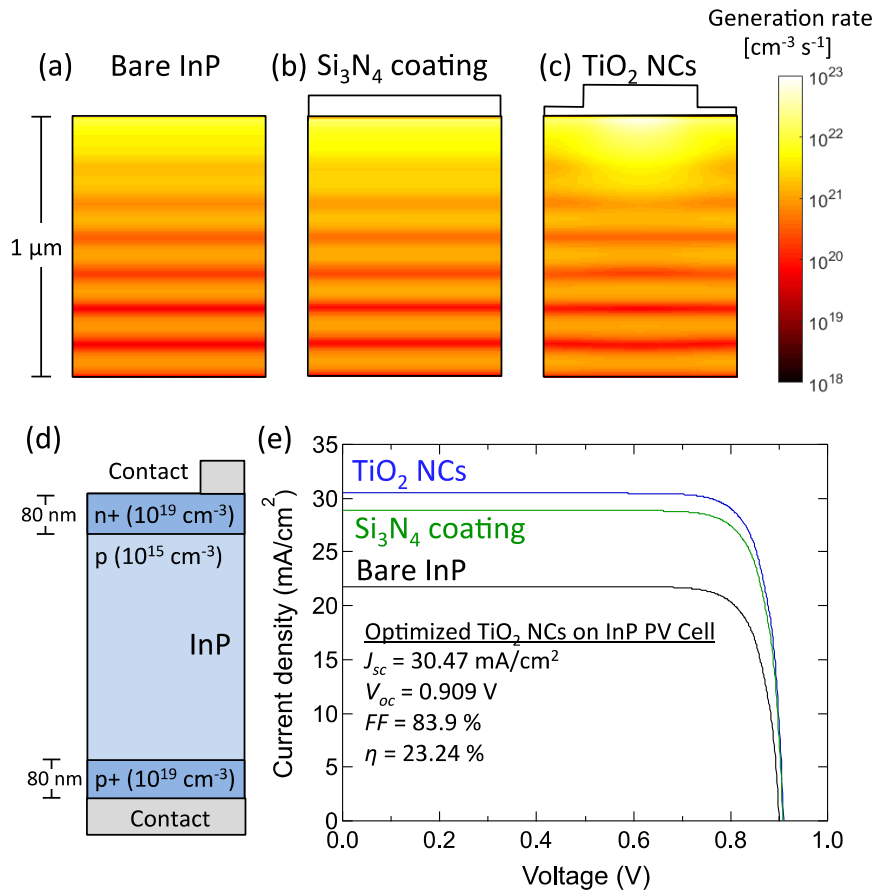 Generation rate
[cm⁻³ s⁻¹]
(a) Bare InP
(b) Si₃N₄ coating
(c) TiO₂ NCs
10²³
10²²
10²¹
10²⁰
10¹⁹
10¹⁸
1 μm
(d)
Contact
80 nm
n+ (10¹⁹ cm⁻³)
p (10¹⁵ cm⁻³)
InP
80 nm
p+ (10¹⁹ cm⁻³)
Contact
(e)
35
30
25
20
15
10
5
0
Current density (mA/cm²)
TiO₂ NCs
Si₃N₄ coating
Bare InP
Optimized TiO₂ NCs on InP PV Cell
Jsc = 30.47 mA/cm²
Voc = 0.909 V
FF = 83.9 %
η = 23.24 %
0.0 0.2 0.4 0.6 0.8 1.0
Voltage (V)